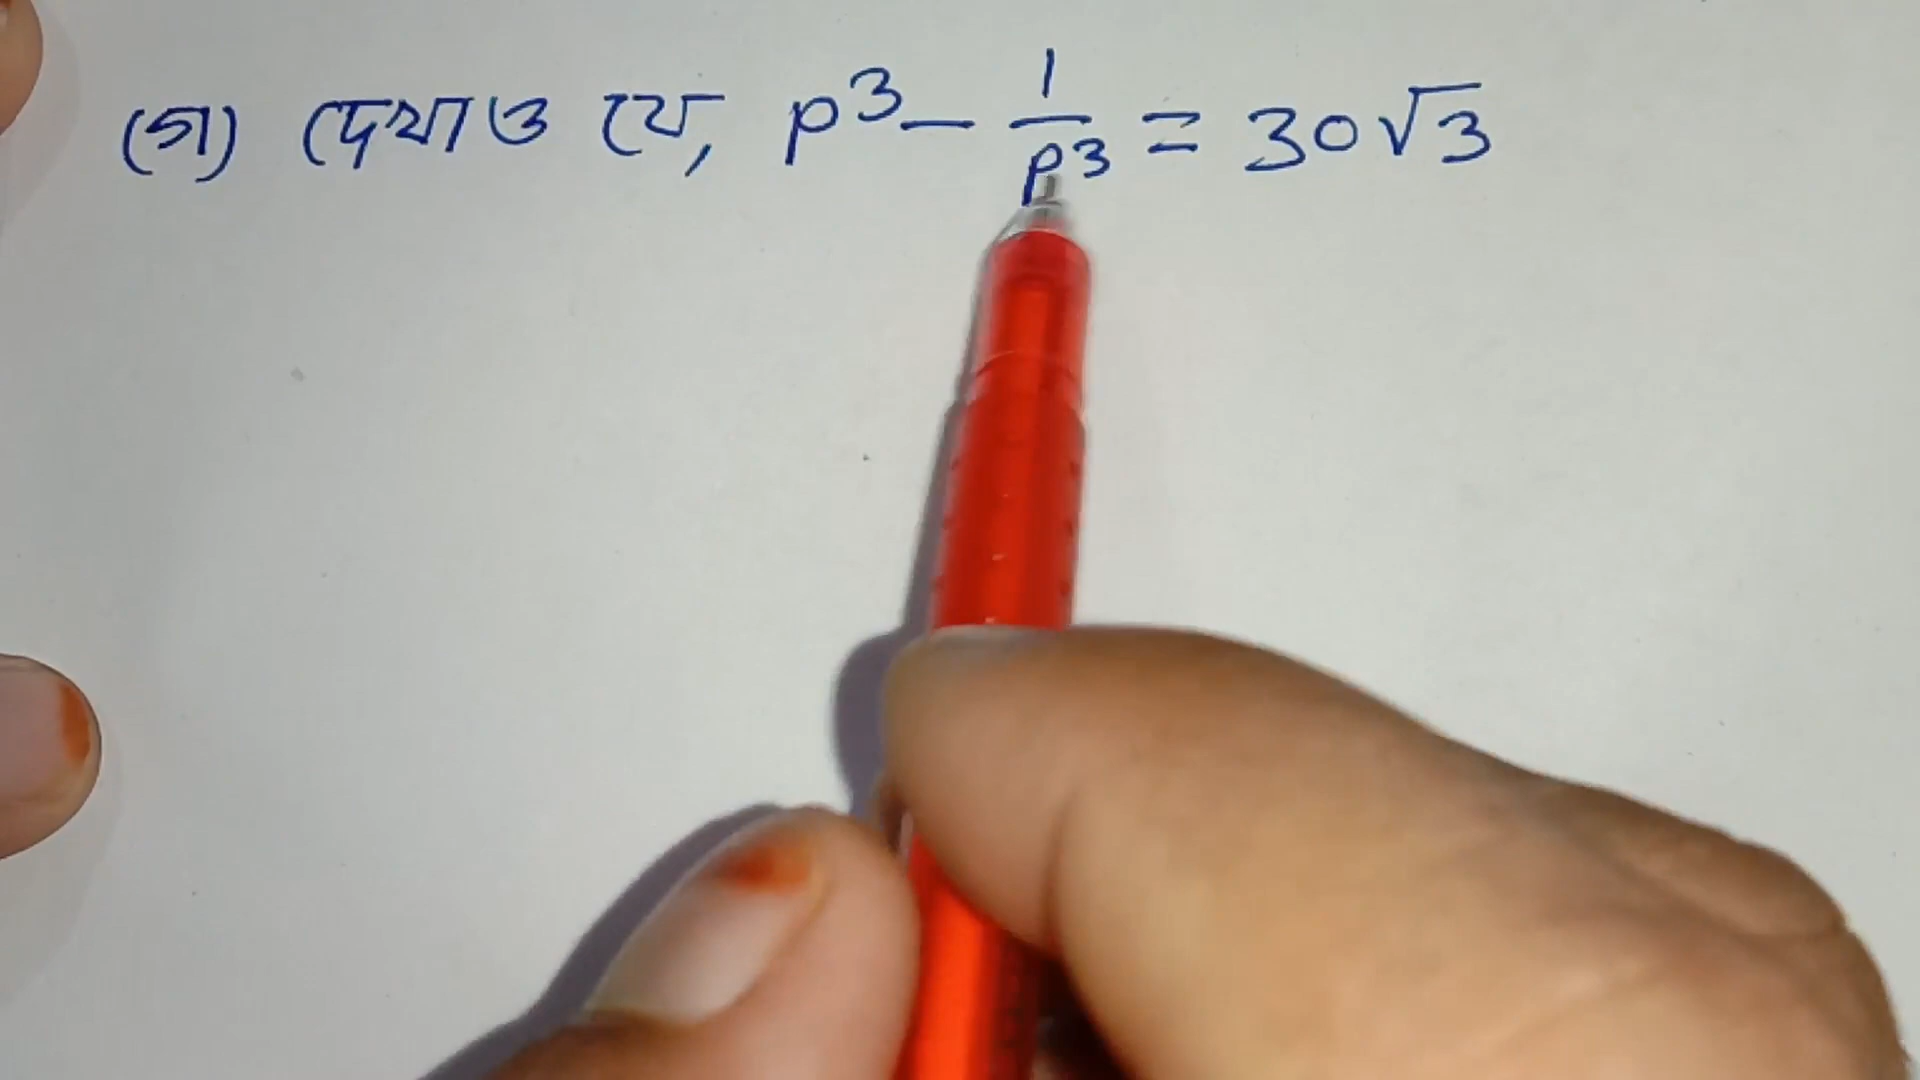 (গ) দেখাও যে, p³ - 1/p³ = 30√3